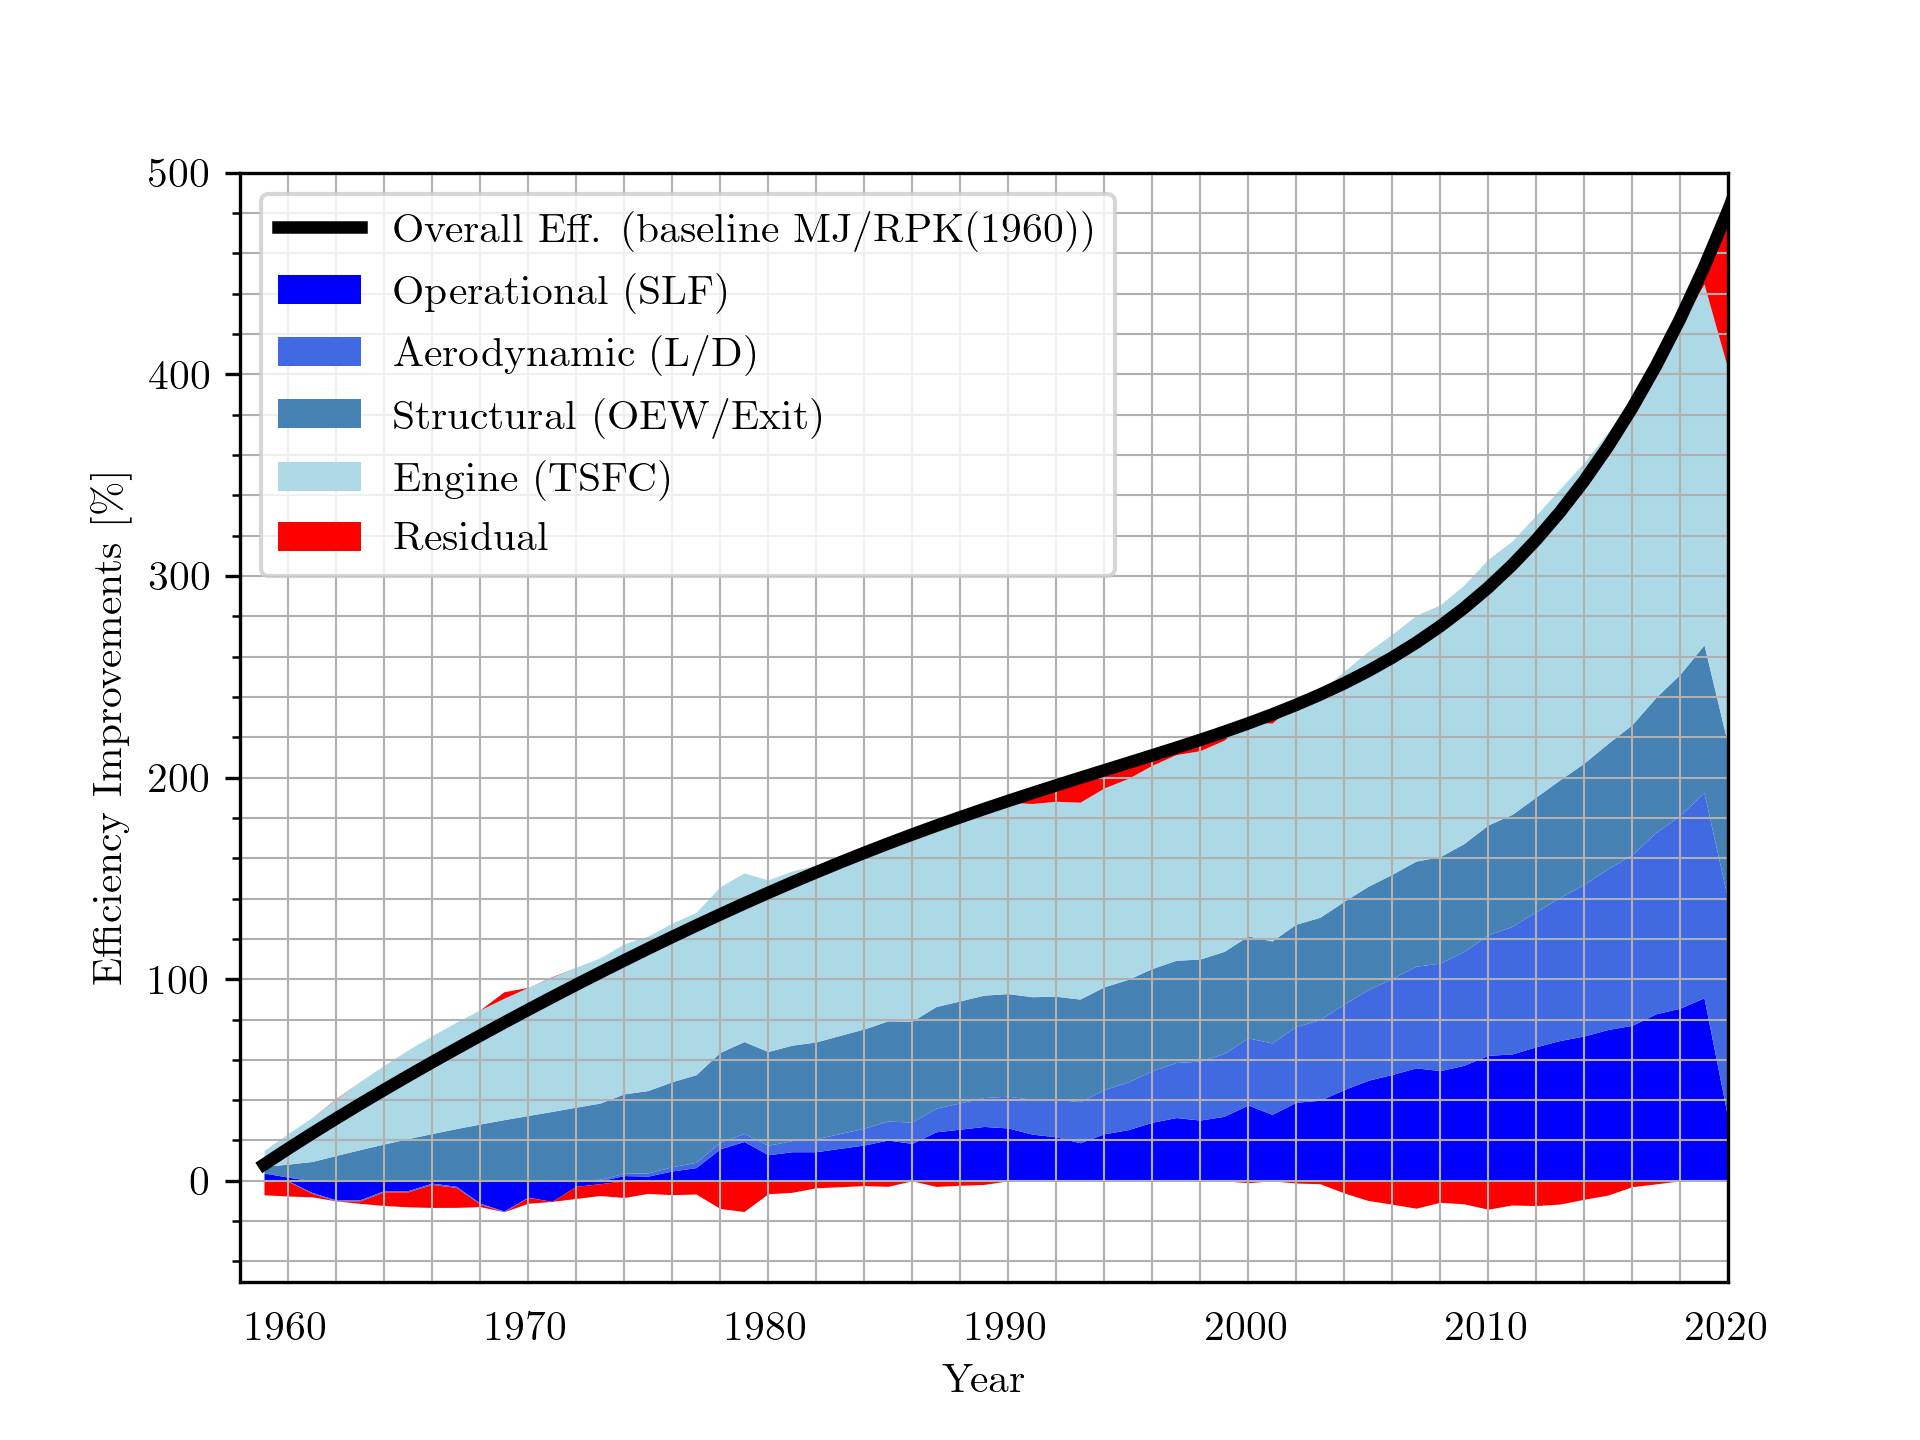 500
400
300
200
100
0
Efficiency Improvements [%]
Overall Eff. (baseline MJ/RPK(1960))
Operational (SLF)
Aerodynamic (L/D)
Structural (OEW/Exit)
Engine (TSFC)
Residual
1960 1970 1980 1990 2000 2010 2020
Year